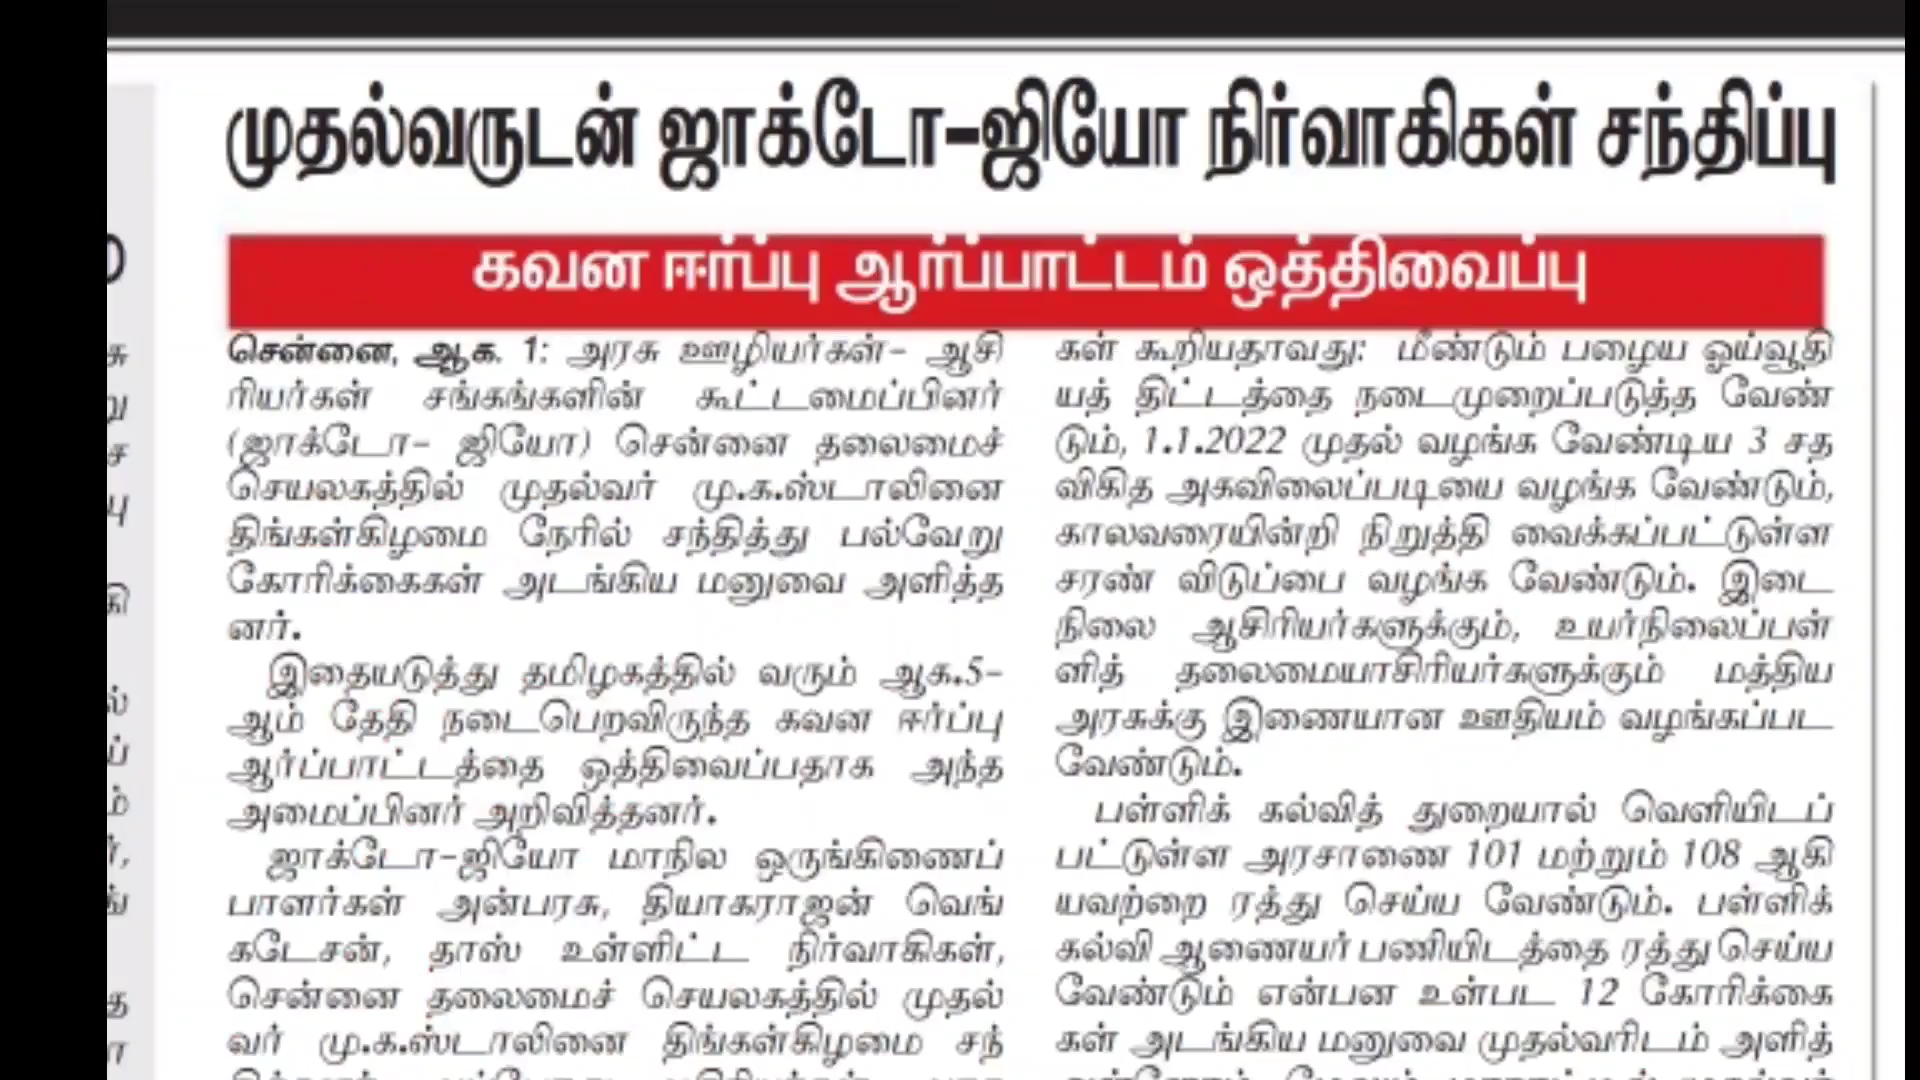 முதல்வருடன் ஜாக்டோ-ஜியோ நிர்வாகிகள் சந்திப்பு
கவன ஈர்ப்பு ஆர்ப்பாட்டம் ஒத்திவைப்பு
சென்னை, ஆக. 1: அரசு ஊழியர்கள்- ஆசி
ரியர்கள் சங்கங்களின் கூட்டமைப்பினர்
(ஜாக்டோ- ஜியோ) சென்னை தலைமைச்
செயலகத்தில் முதல்வர் மு.க.ஸ்டாலினை
திங்கள்கிழமை நேரில் சந்தித்து பல்வேறு
கோரிக்கைகள் அடங்கிய மனுவை அளித்த
னர்.
இதையடுத்து தமிழகத்தில் வரும் ஆக.5-
ஆம் தேதி நடைபெறவிருந்த கவன ஈர்ப்பு
ஆர்ப்பாட்டத்தை ஒத்திவைப்பதாக அந்த
அமைப்பினர் அறிவித்தனர்.
ஜாக்டோ-ஜியோ மாநில ஒருங்கிணைப்
பாளர்கள் அன்பரசு, தியாகராஜன் வெங்
கடேசன், தாஸ் உள்ளிட்ட நிர்வாகிகள்,
சென்னை தலைமைச் செயலகத்தில் முதல்
வர் மு.க.ஸ்டாலினை திங்கள்கிழமை சந்
கள் கூறியதாவது: மீண்டும் பழைய ஓய்வூதி
யத் திட்டத்தை நடைமுறைப்படுத்த வேண்
டும், 1.1.2022 முதல் வழங்க வேண்டிய 3 சத
விகித அகவிலைப்படியை வழங்க வேண்டும்,
காலவரையின்றி நிறுத்தி வைக்கப்பட்டுள்ள
சரண் விடுப்பை வழங்க வேண்டும். இடை
நிலை ஆசிரியர்களுக்கும், உயர்நிலைப்பள்
ளித் தலைமையாசிரியர்களுக்கும் மத்திய
அரசுக்கு இணையான ஊதியம் வழங்கப்பட
வேண்டும்.
பள்ளிக் கல்வித் துறையால் வெளியிடப்
பட்டுள்ள அரசாணை 101 மற்றும் 108 ஆகி
யவற்றை ரத்து செய்ய வேண்டும். பள்ளிக்
கல்வி ஆணையர் பணியிடத்தை ரத்து செய்ய
வேண்டும் என்பன உள்பட 12 கோரிக்கை
கள் அடங்கிய மனுவை முதல்வரிடம் அளித்